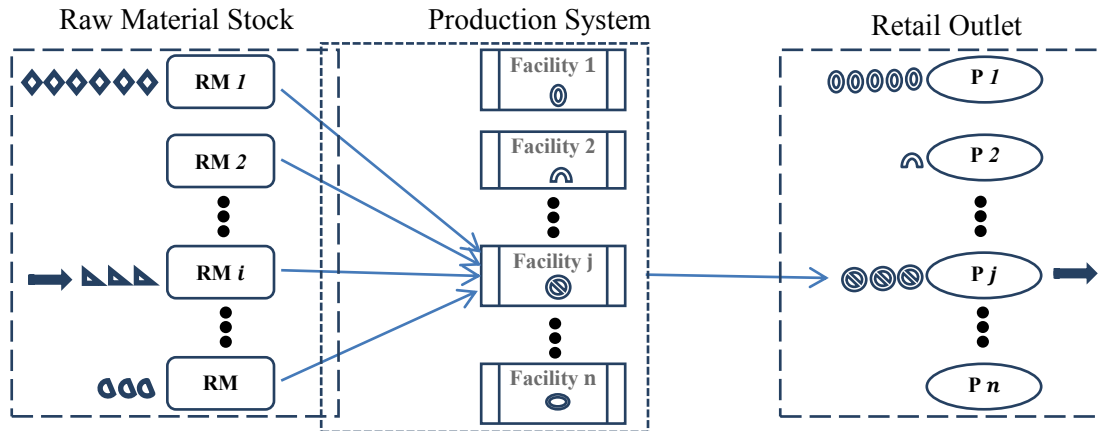 Raw Material Stock
Production System
Retail Outlet
RM 1
Facility 1
P 1
RM 2
Facility 2
P 2
RM i
Facility j
P j
RM
Facility n
P n